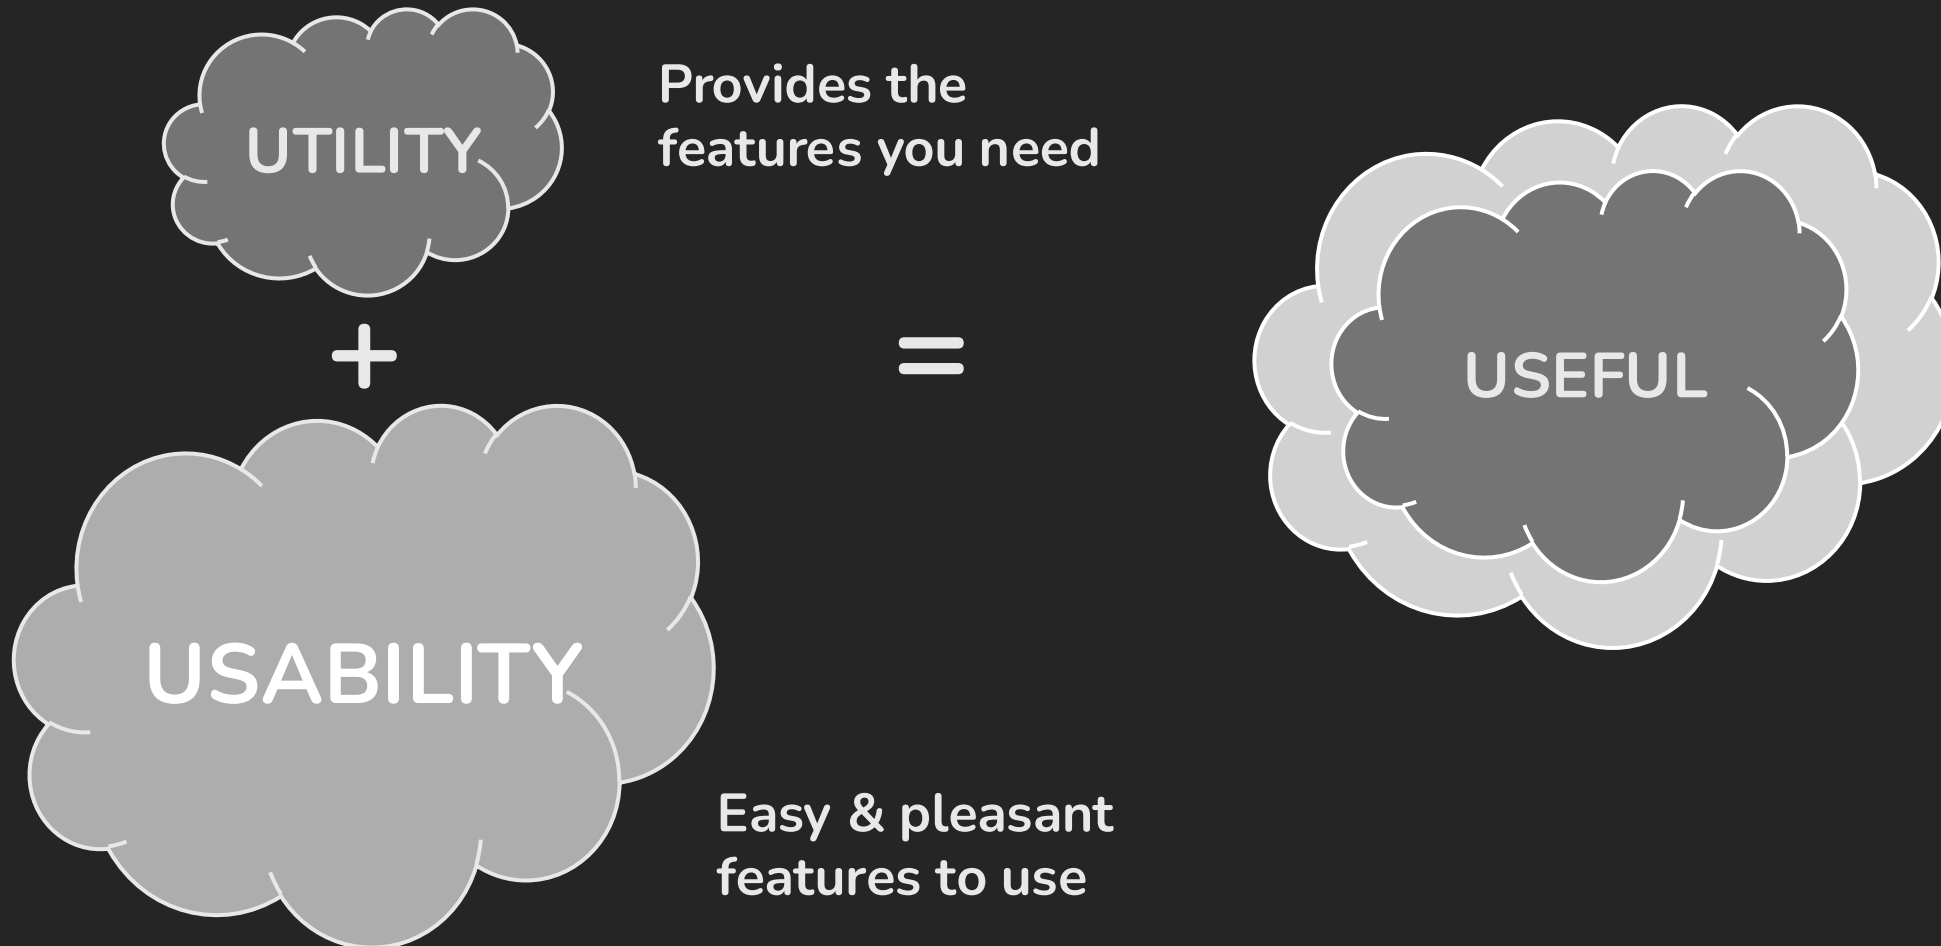 UTILITY
Provides the
features you need
+
=
USEFUL
USABILITY
Easy & pleasant
features to use